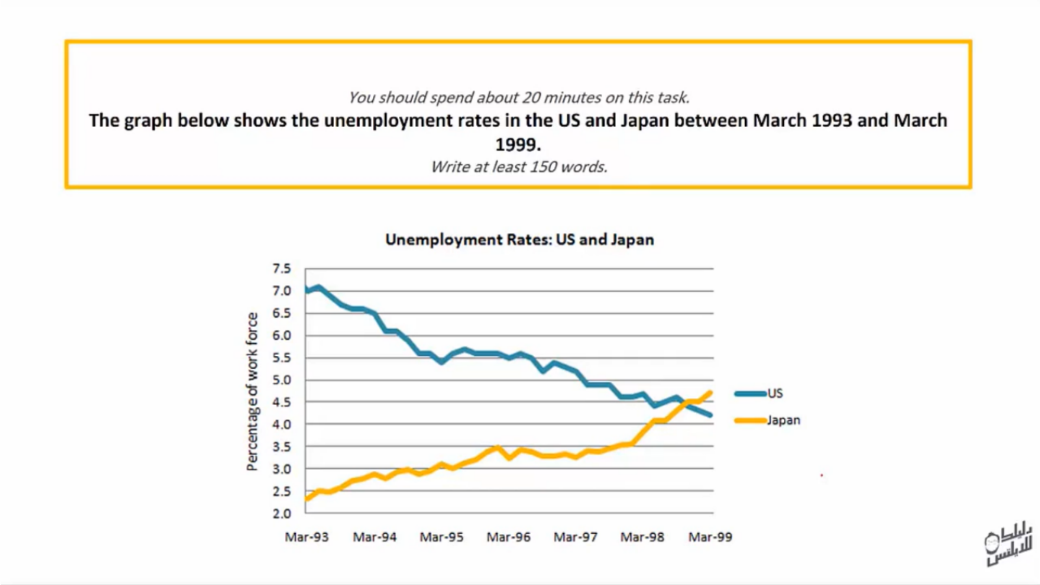 You should spend about 20 minutes on this task.
The graph below shows the unemployment rates in the US and Japan between March 1993 and March
1999.
Write at least 150 words.
Unemployment Rates: US and Japan
Percentage of work force
7.5
7.0
6.5
6.0
5.5
5.0
4.5
4.0
3.5
3.0
2.5
2.0
US
Japan
Mar-93 Mar-94 Mar-95 Mar-96 Mar-97 Mar-98 Mar-99
دليلك
للايلتس